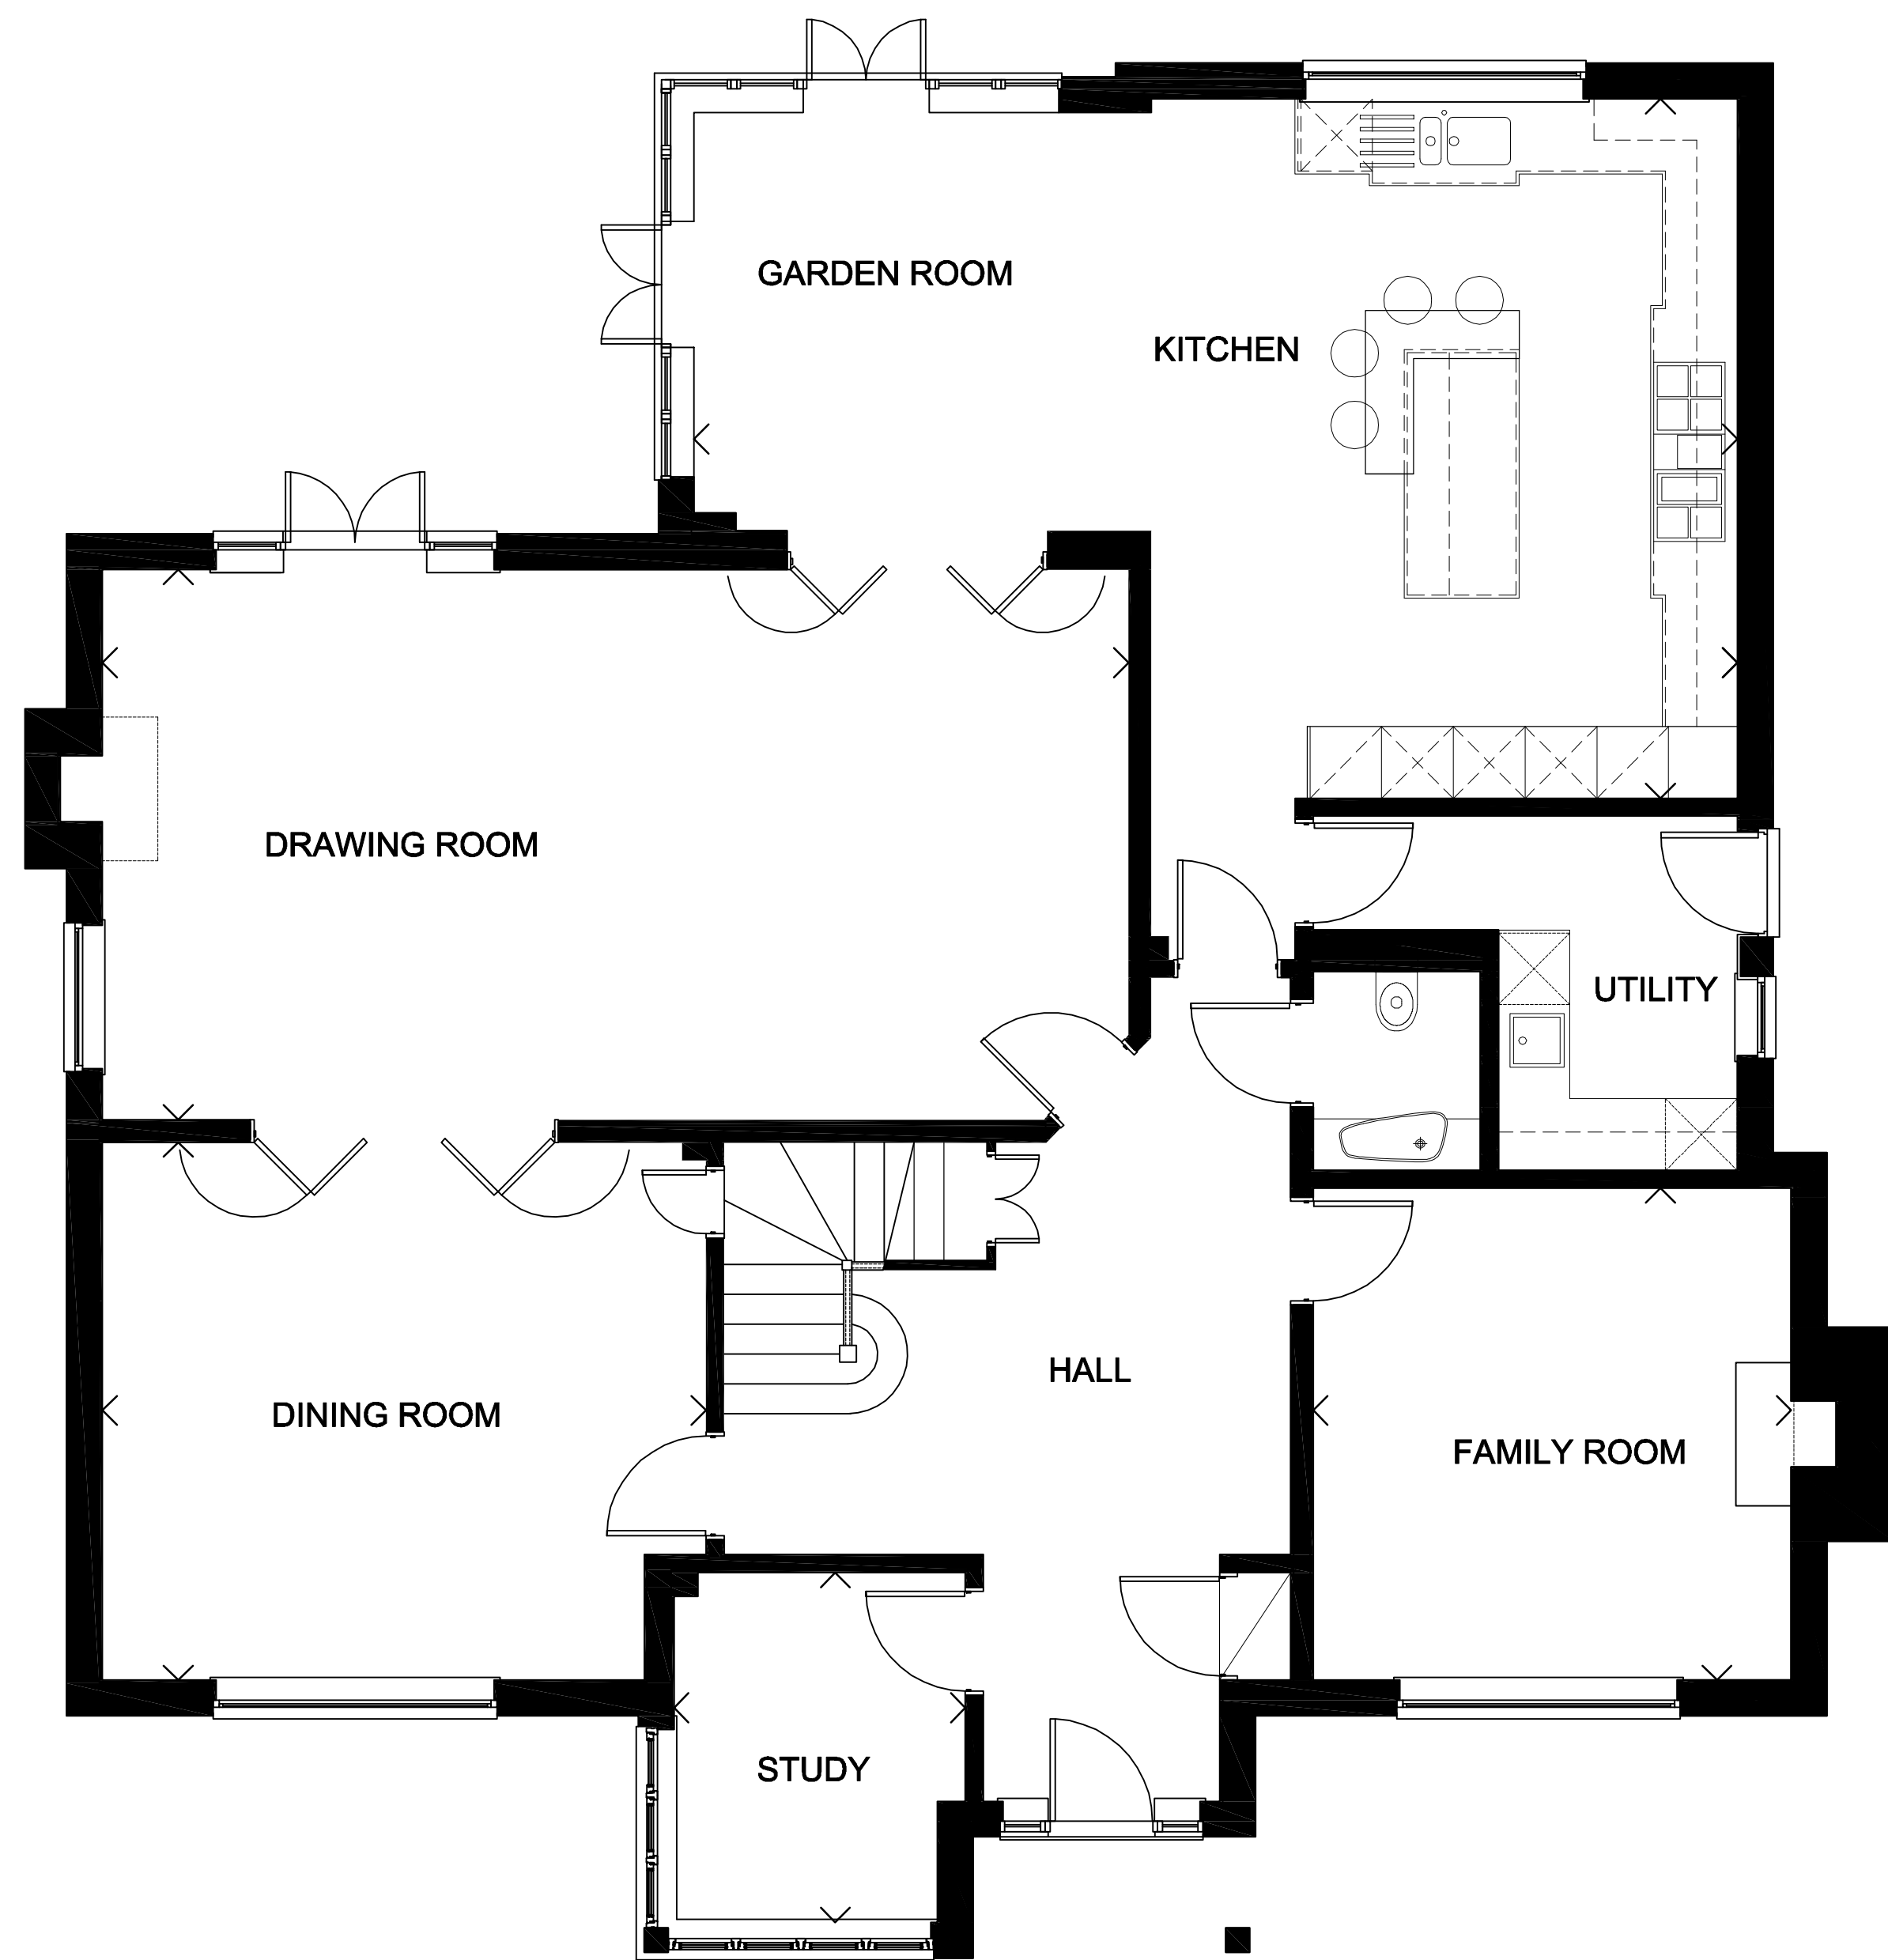 GARDEN ROOM
KITCHEN
DRAWING ROOM
UTILITY
HALL
DINING ROOM
FAMILY ROOM
STUDY